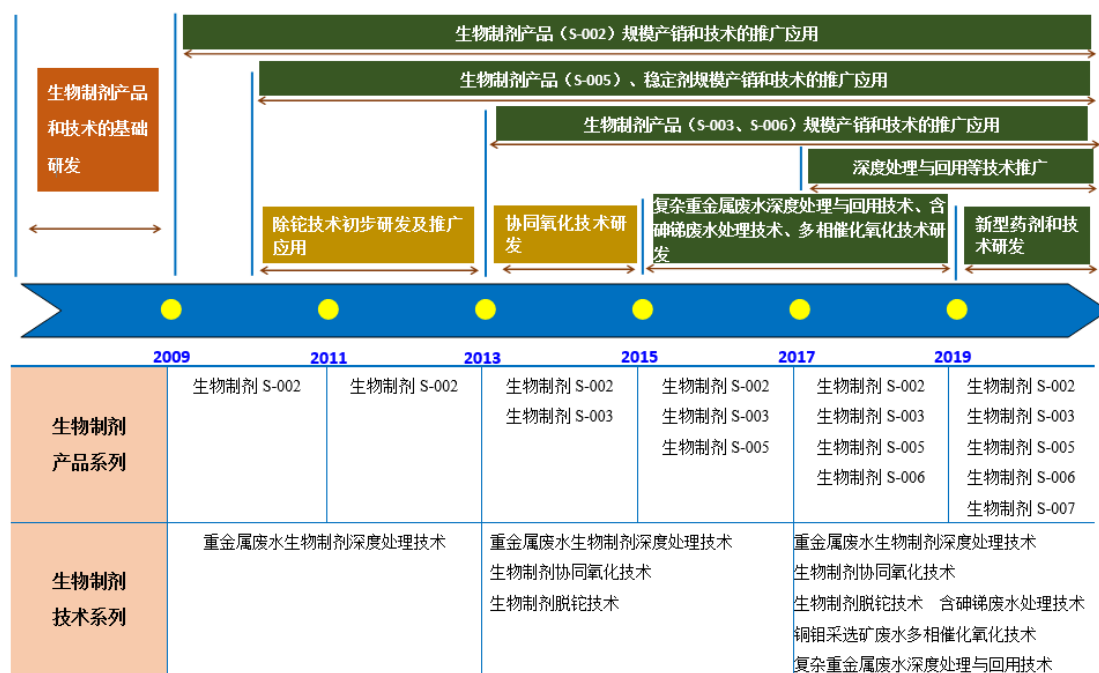 生物制剂产品（S-002）规模产销和技术的推广应用
生物制剂产品
和技术的基础
研发
生物制剂产品（S-005）、稳定剂规模产销和技术的推广应用
生物制剂产品（S-003、S-006）规模产销和技术的推广应用
深度处理与回用等技术推广
除铊技术初步研发及推广
应用
协同氧化技术研
发
复杂重金属废水深度处理与回用技术、含
砷锑废水处理技术、多相催化氧化技术研
发
新型药剂和技
术研发
2009 2011 2013 2015 2017 2019
生物制剂
产品系列
生物制剂 S-002
生物制剂 S-002
生物制剂 S-002
生物制剂 S-003
生物制剂 S-002
生物制剂 S-003
生物制剂 S-005
生物制剂 S-002
生物制剂 S-003
生物制剂 S-005
生物制剂 S-006
生物制剂 S-002
生物制剂 S-003
生物制剂 S-005
生物制剂 S-006
生物制剂 S-007
生物制剂
技术系列
重金属废水生物制剂深度处理技术
重金属废水生物制剂深度处理技术
生物制剂协同氧化技术
生物制剂脱铊技术
重金属废水生物制剂深度处理技术
生物制剂协同氧化技术
生物制剂脱铊技术 含砷锑废水处理技术
铜钼采选矿废水多相催化氧化技术
复杂重金属废水深度处理与回用技术